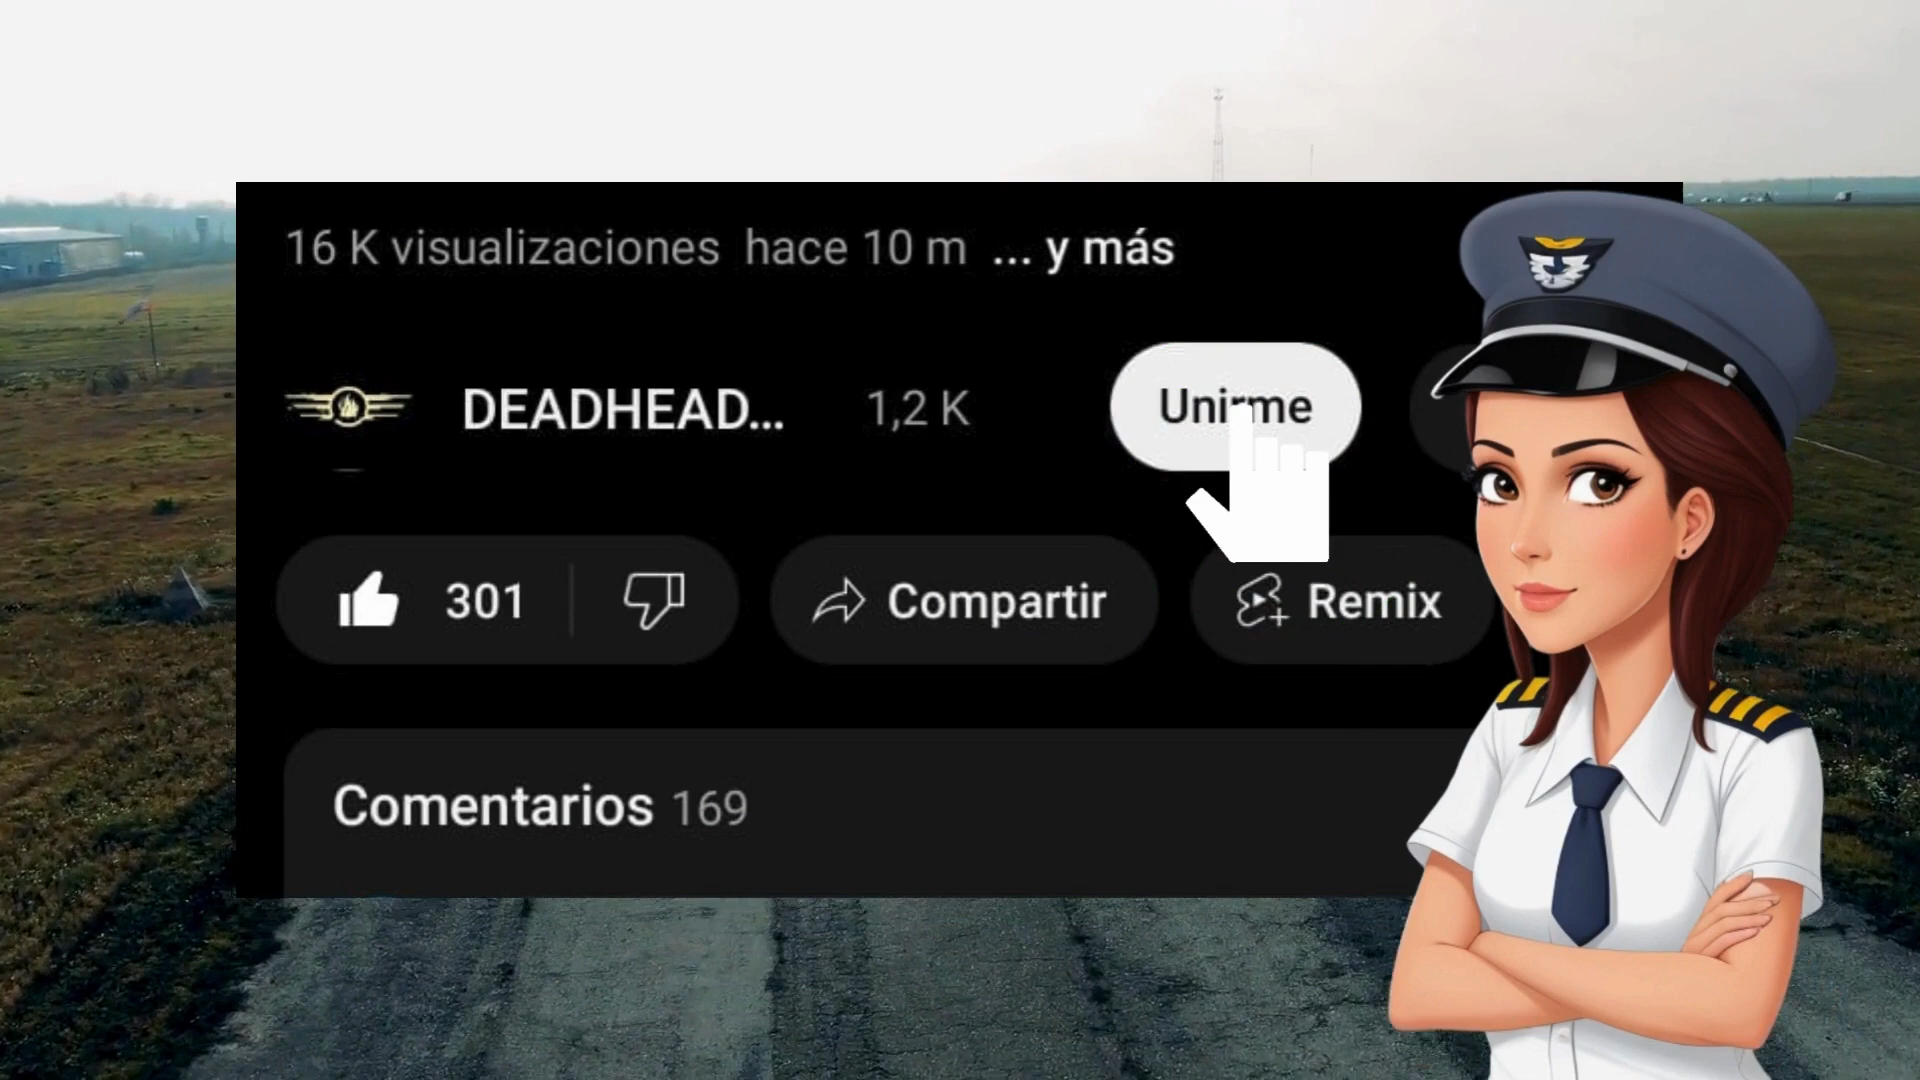 16 K visualizaciones hace 10 m ... y más
DEADHEAD... 1,2 K Unirme
301 Compartir Remix
Comentarios 169